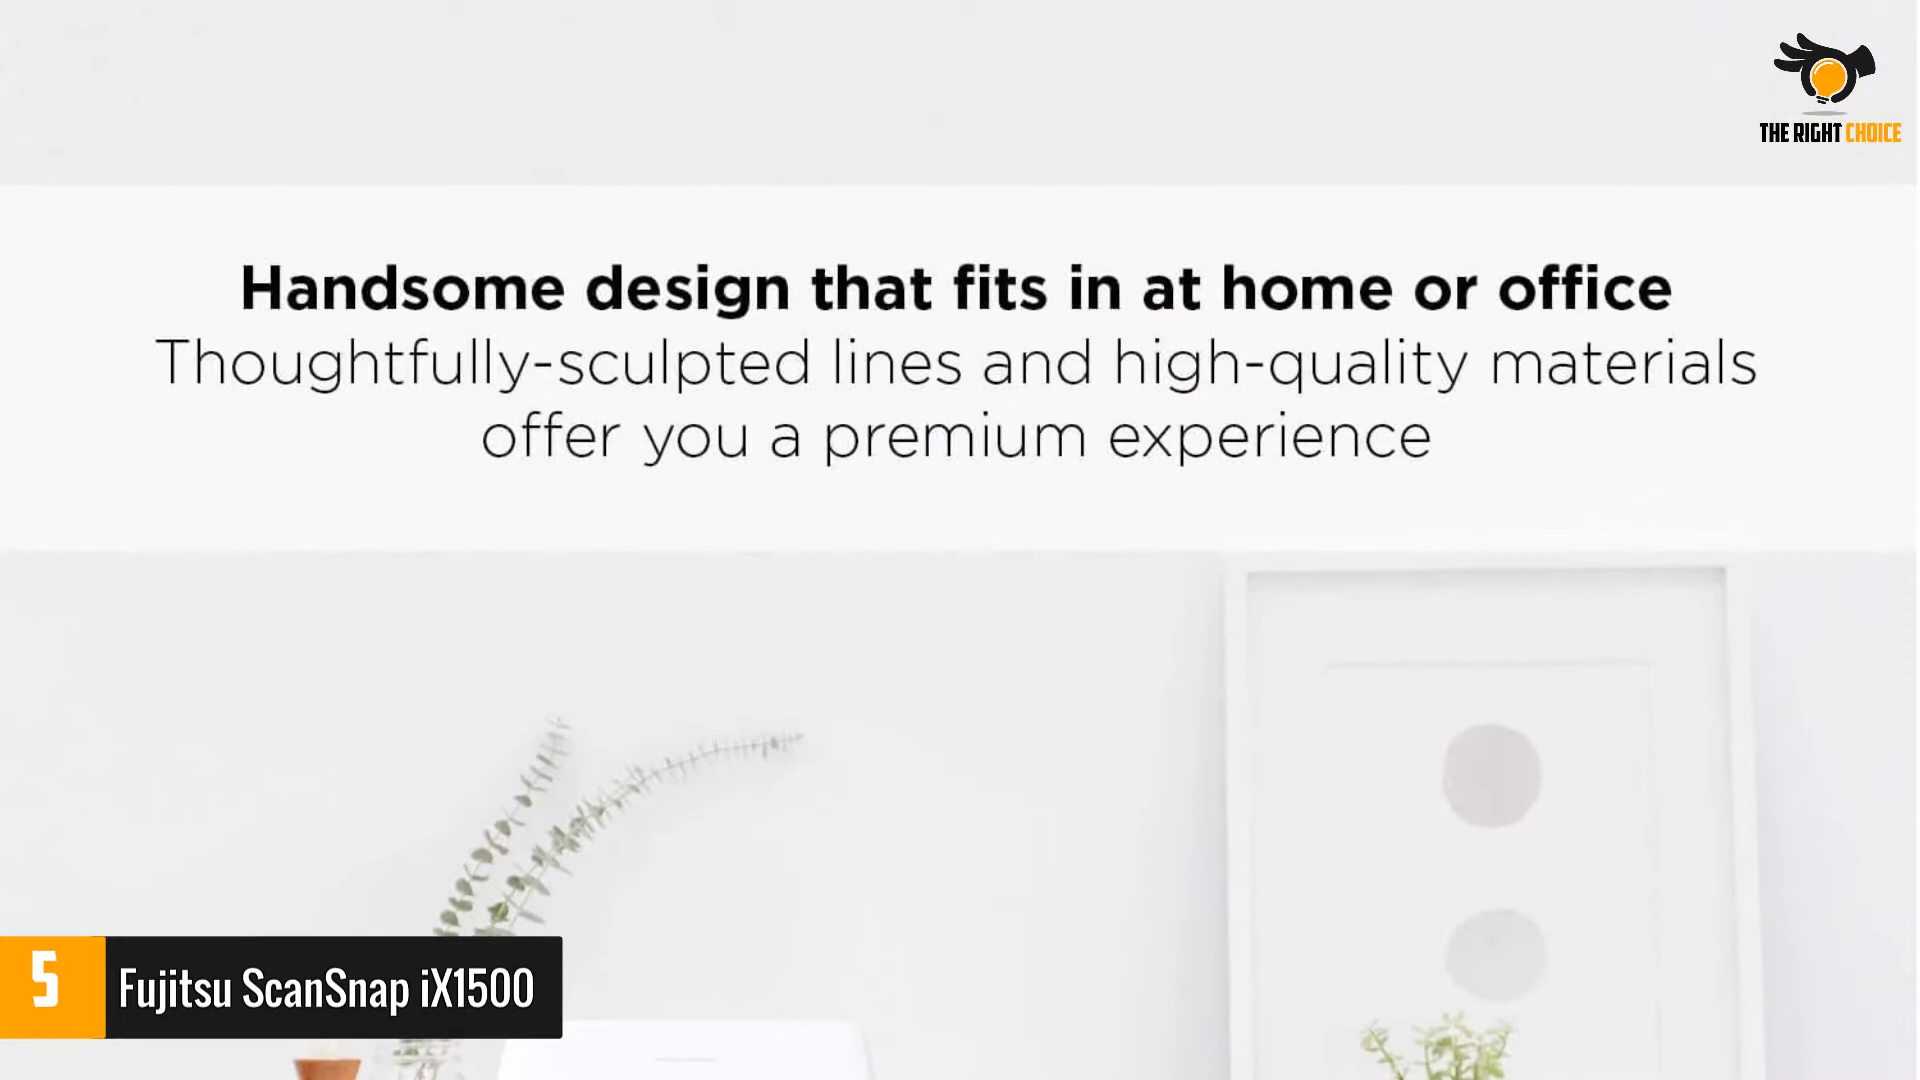 THE RIGHT CHOICE
Handsome design that fits in at home or office
Thoughtfully-sculpted lines and high-quality materials
offer you a premium experience
5
Fujitsu ScanSnap iX1500